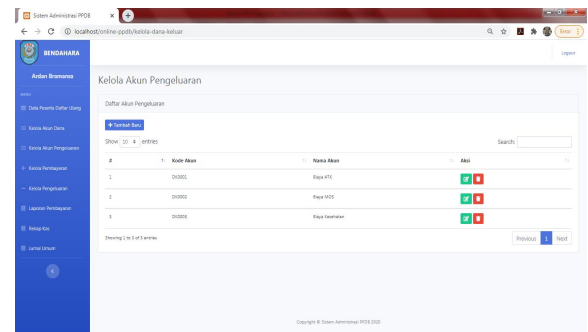 Sistem Administrasi PPDB
localhost/online-ppdb/kelola-dana-keluar
Error
BENDAHARA
Logout
Ardan Bramansa
MENU
Data Peserta Daftar Ulang
Kelola Akun Dana
Kelola Akun Pengeluaran
Kelola Pembayaran
Kelola Pengeluaran
Laporan Pembayaran
Rekap Kas
Jurnal Umum
Kelola Akun Pengeluaran
Daftar Akun Pengeluaran
+ Tambah Baru
Show 10 entries
Search:
# Kode Akun Nama Akun Aksi
1 DK0001 Biaya ATK
2 DK0002 Biaya MOS
3 DK0003 Biaya Kesehatan
Showing 1 to 3 of 3 entries
Previous 1 Next
Copyright © Sistem Administrasi PPDB 2020